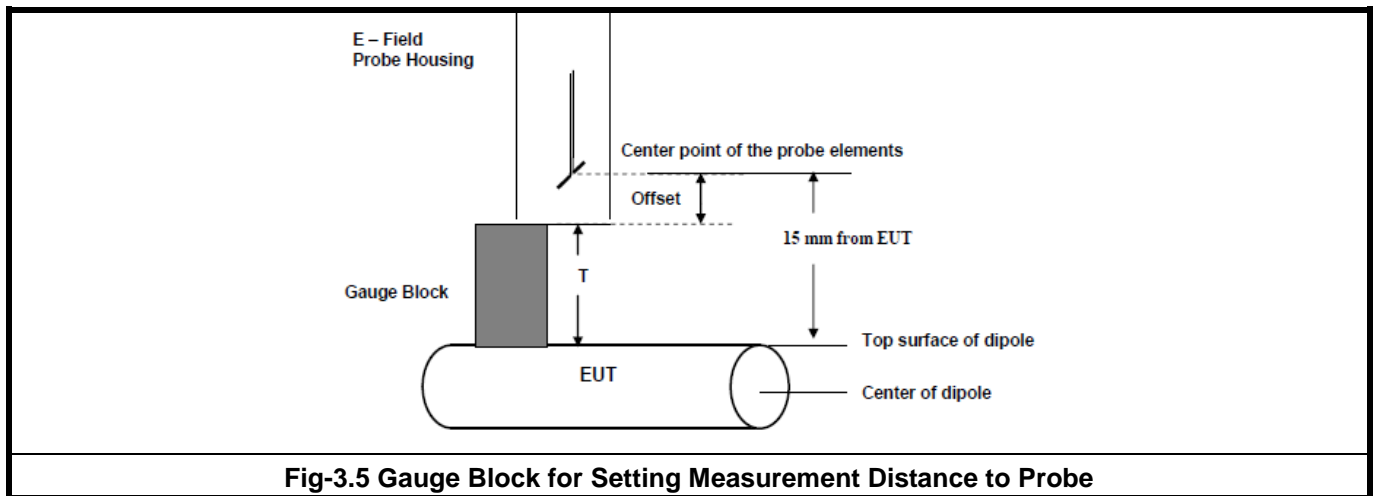 E – Field
Probe Housing
Center point of the probe elements
Offset
15 mm from EUT
T
Gauge Block
Top surface of dipole
EUT
Center of dipole
Fig-3.5 Gauge Block for Setting Measurement Distance to Probe